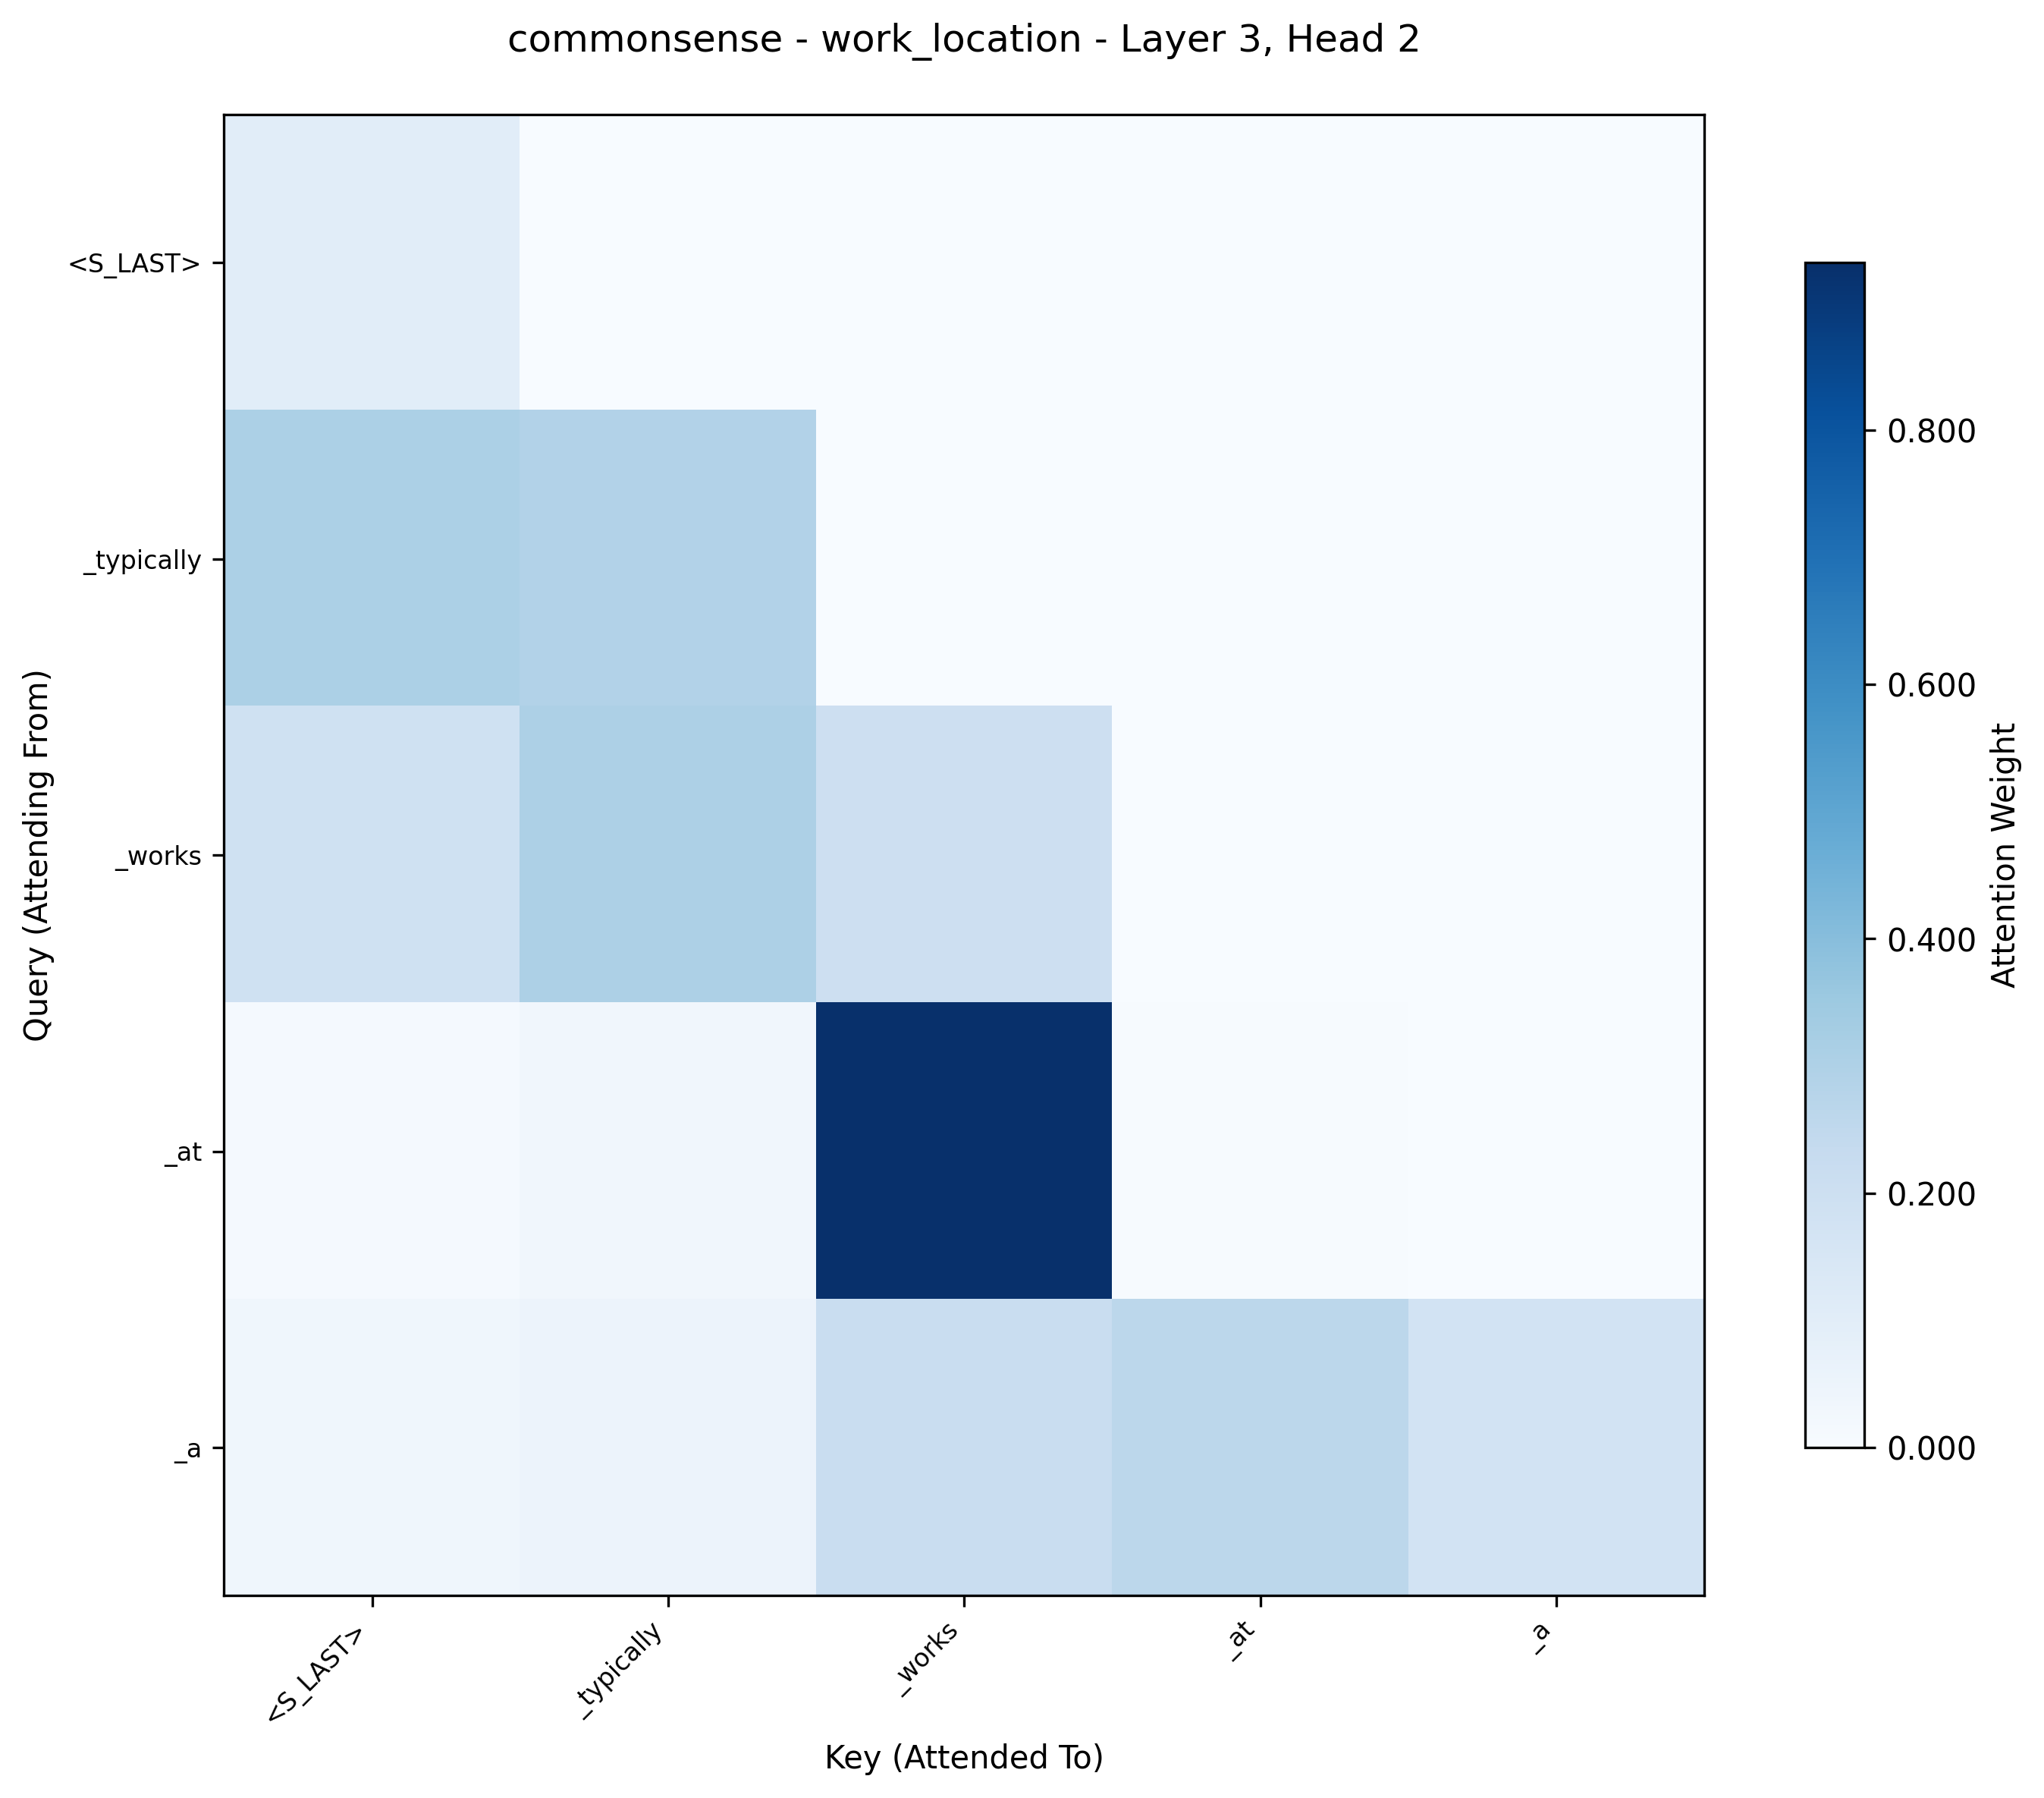 commonsense - work_location - Layer 3, Head 2
Query (Attending From)
<S_LAST>
_typically
_works
_at
_a
<S_LAST>
_typically
_works
_at
_a
Key (Attended To)
0.800
0.600
0.400
0.200
0.000
Attention Weight